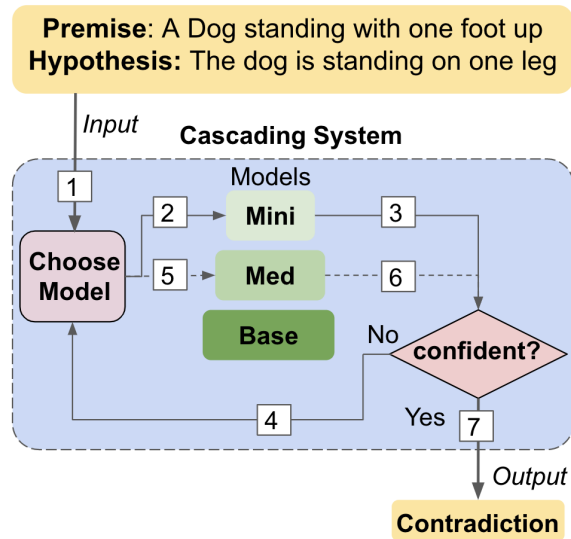 Premise: A Dog standing with one foot up
Hypothesis: The dog is standing on one leg
Input
Cascading System
1
Models
2
Mini
3
Choose
Model
5
Med
6
Base
No
confident?
4
Yes
7
Output
Contradiction